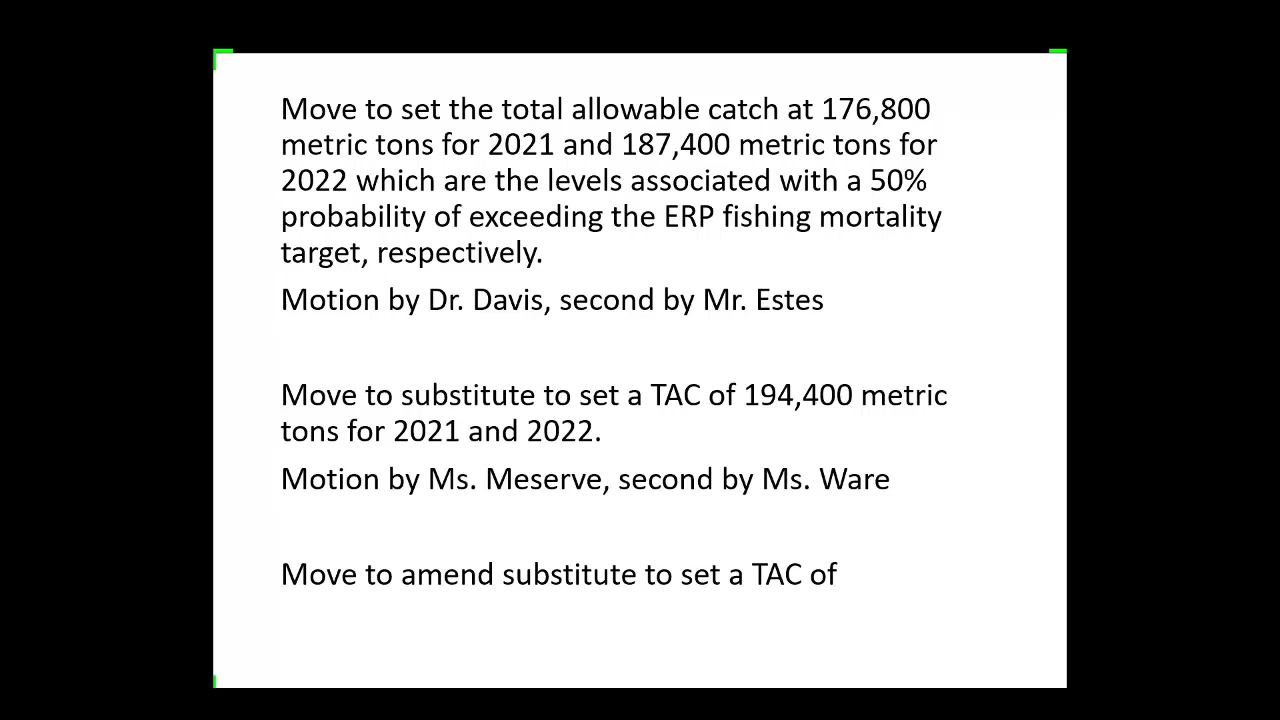 Move to set the total allowable catch at 176,800
metric tons for 2021 and 187,400 metric tons for
2022 which are the levels associated with a 50%
probability of exceeding the ERP fishing mortality
target, respectively.
Motion by Dr. Davis, second by Mr. Estes
Move to substitute to set a TAC of 194,400 metric
tons for 2021 and 2022.
Motion by Ms. Meserve, second by Ms. Ware
Move to amend substitute to set a TAC of